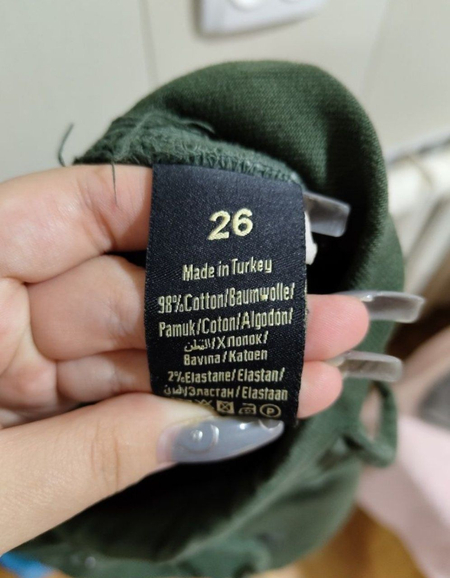 26
Made in Turkey
98%Cotton/Baumwolle/
Pamuk/Coton/Algodón/
القطن/Хлопок/
Bavlna/Katoen
2%Elastane/Elastan/
/Эластан/Elastaan
P